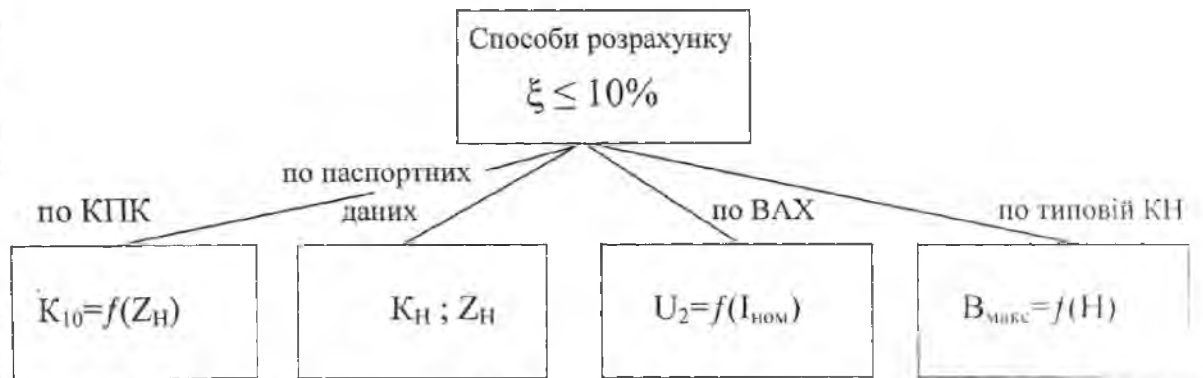 Способи розрахунку
ξ ≤ 10%
по паспортних
даних
по КПК
по ВАХ
по типовій КН
K₁₀=f(Z_H)
K_H ; Z_H
U₂=f(I_ном)
B_макс=f(H)